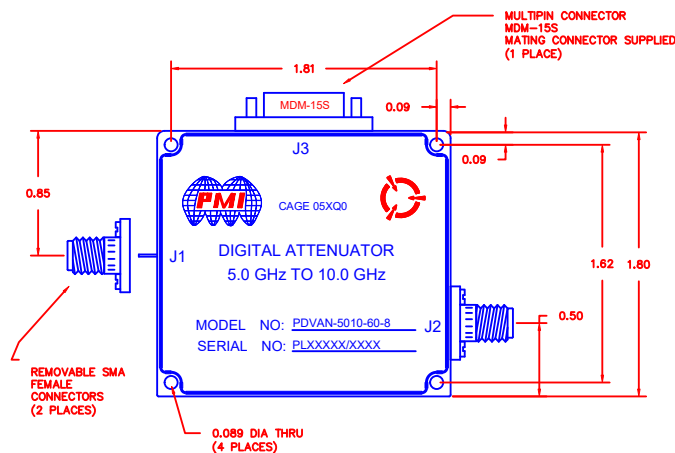 MULTIPIN CONNECTOR
MDM-15S
MATING CONNECTOR SUPPLIED
(1 PLACE)
1.81
MDM-15S
0.09
J3
0.09
0.85
PMI
CAGE 05XQ0
J1
DIGITAL ATTENUATOR
5.0 GHz TO 10.0 GHz
1.62
1.80
0.50
MODEL NO: PDVAN-5010-60-8
J2
SERIAL NO: PLXXXXX/XXXX
REMOVABLE SMA
FEMALE
CONNECTORS
(2 PLACES)
0.089 DIA THRU
(4 PLACES)